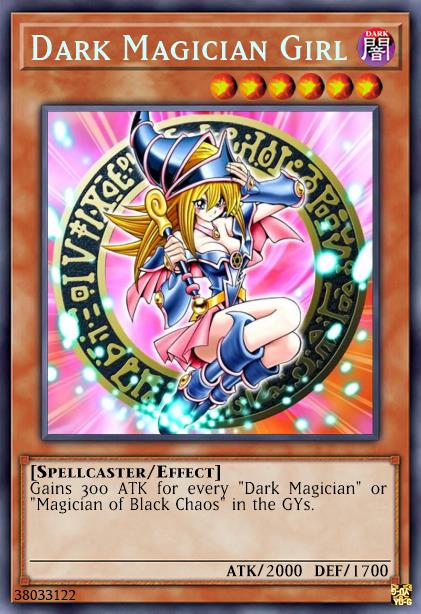 Dark Magician Girl
DARK
闇
[Spellcaster/Effect]
Gains 300 ATK for every "Dark Magician" or
"Magician of Black Chaos" in the GYs.
ATK/2000 DEF/1700
38033122